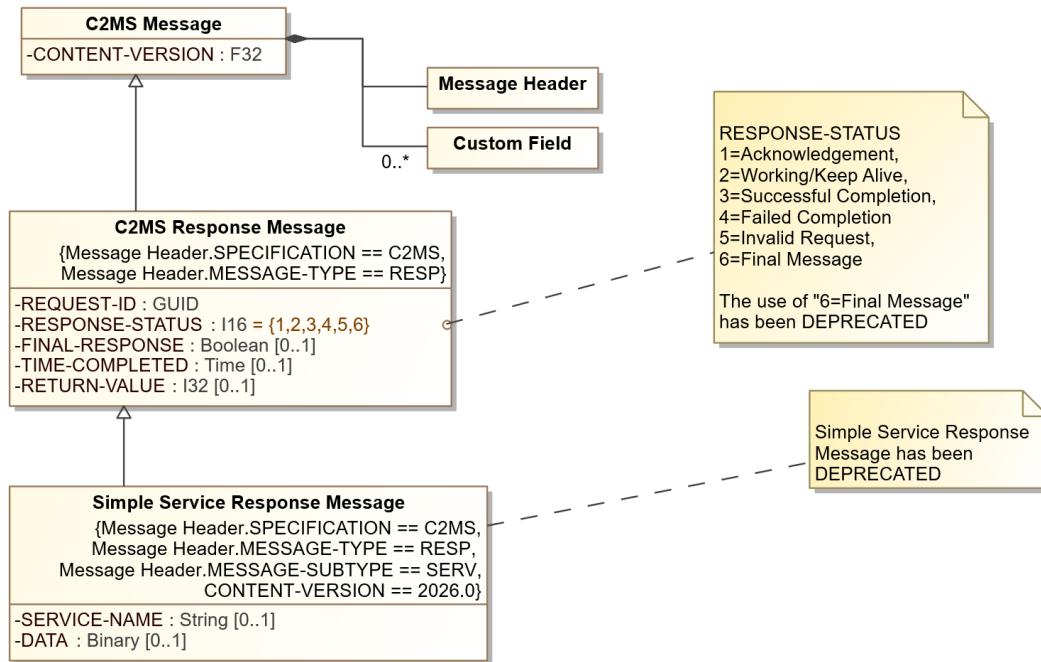 C2MS Message
-CONTENT-VERSION : F32
Message Header
Custom Field
0..*
RESPONSE-STATUS
1=Acknowledgement,
2=Working/Keep Alive,
3=Successful Completion,
4=Failed Completion
5=Invalid Request,
6=Final Message
The use of "6=Final Message"
has been DEPRECATED
C2MS Response Message
{Message Header.SPECIFICATION == C2MS,
Message Header.MESSAGE-TYPE == RESP}
-REQUEST-ID : GUID
-RESPONSE-STATUS : I16 = {1,2,3,4,5,6}
-FINAL-RESPONSE : Boolean [0..1]
-TIME-COMPLETED : Time [0..1]
-RETURN-VALUE : I32 [0..1]
Simple Service Response
Message has been
DEPRECATED
Simple Service Response Message
{Message Header.SPECIFICATION == C2MS,
Message Header.MESSAGE-TYPE == RESP,
Message Header.MESSAGE-SUBTYPE == SERV,
CONTENT-VERSION == 2026.0}
-SERVICE-NAME : String [0..1]
-DATA : Binary [0..1]